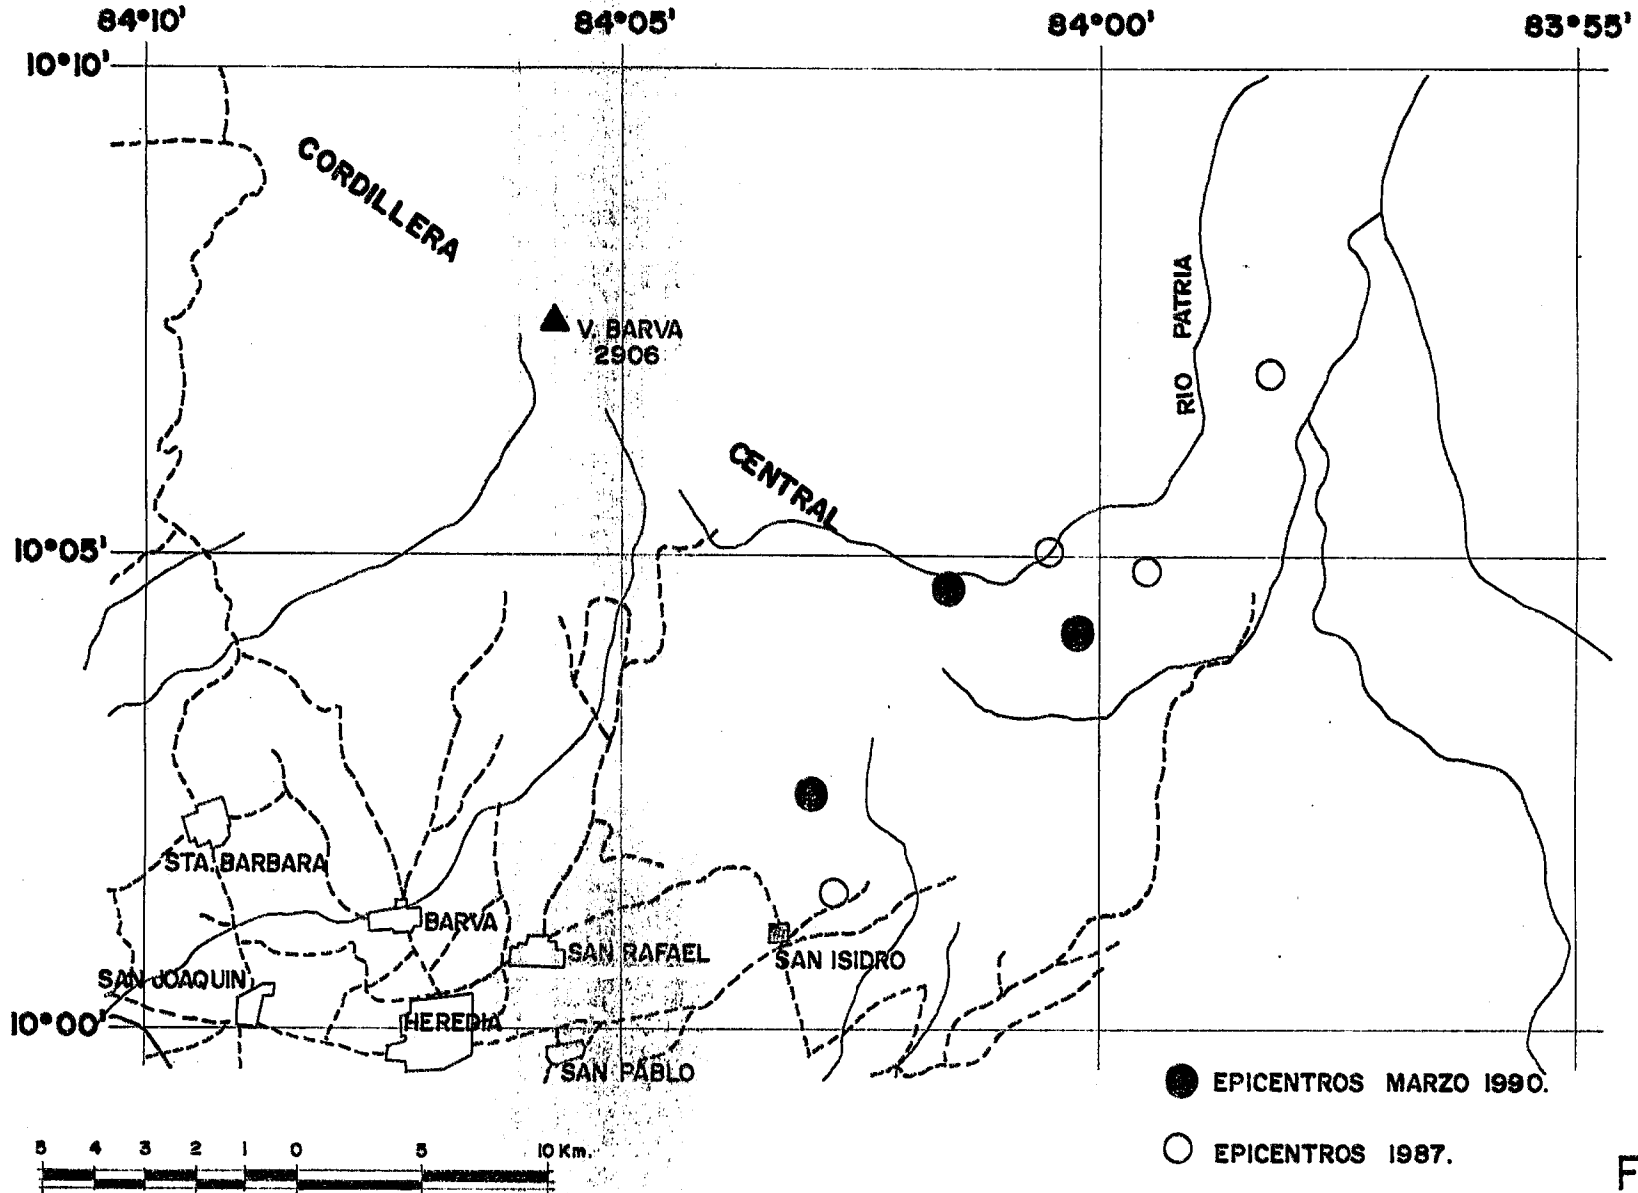 84°10' 84°05' 84°00' 83°55'
10°10'
CORDILLERA
V. BARVA
2906
RIO PATRIA
CENTRAL
10°05'
STA. BARBARA
BARVA
SAN RAFAEL
SAN ISIDRO
SAN JOAQUIN
10°00'
HEREDIA
SAN PABLO
EPICENTROS MARZO 1990.
EPICENTROS 1987.
5 4 3 2 1 0 5 10 Km.
F